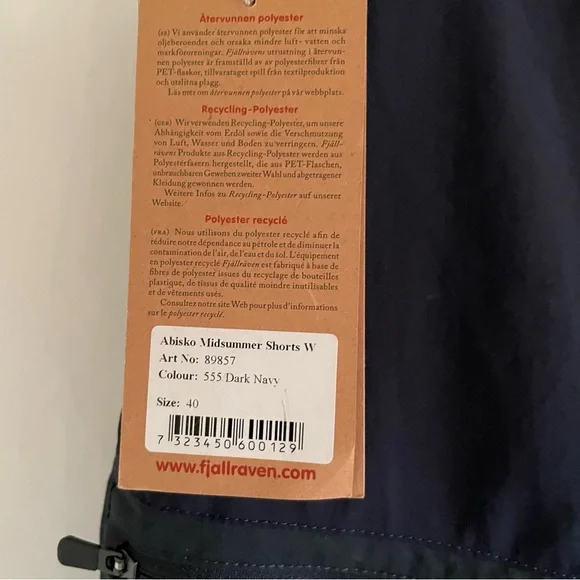 Återvunnen polyester
(SE) Vi använder återvunnen polyester för att minska
oljeberoendet och orsaka mindre luft- vatten och
markföroreningar. Fjällrävens utrustning i återvun-
nen polyester är framställd av av polyesterfibrer från
PET-flaskor, tillvarataget spill från textilproduktion
och utslitna plagg.
Läs mer om återvunnen polyester på vår webbplats.
Recycling-Polyester
(GER) Wir verwenden Recycling-Polyester, um unsere
Abhängigkeit vom Erdöl sowie die Verschmutzung
von Luft, Wasser und Boden zu verringern. Fjäll-
rävens Produkte aus Recycling-Polyester werden aus
Polyesterfasern hergestellt, die aus PET-Flaschen,
unbrauchbaren Geweben zweiter Wahl und abgetragener
Kleidung gewonnen werden.
Weitere Infos zu Recycling-Polyester auf unserer
Website.
Polyester recyclé
(FRA) Nous utilisons du polyester recyclé afin de
réduire notre dépendance au pétrole et de diminuer la
contamination de l'air, de l'eau et du sol. L'équipement
en polyester recyclé Fjällräven est fabriqué à base de
fibres de polyester issues du recyclage de bouteilles
plastique, de tissus de qualité moindre inutilisables
et de vêtements usés.
Consultez notre site Web pour plus d'informations
sur le polyester recyclé.
Abisko Midsummer Shorts W
Art No: 89857
Colour: 555 Dark Navy
Size: 40
7 323450 600129
www.fjallraven.com